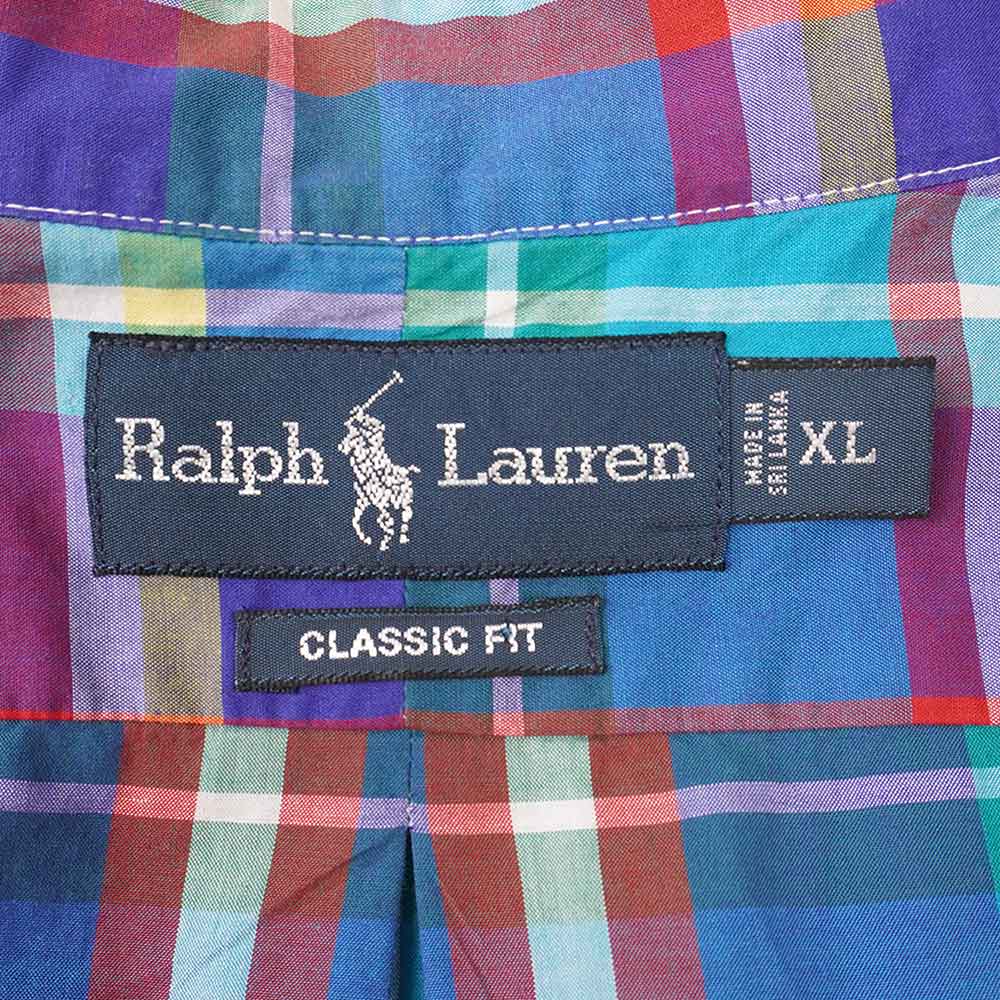 Ralph Lauren
MADE IN
SRI LANKA
XL
CLASSIC FIT